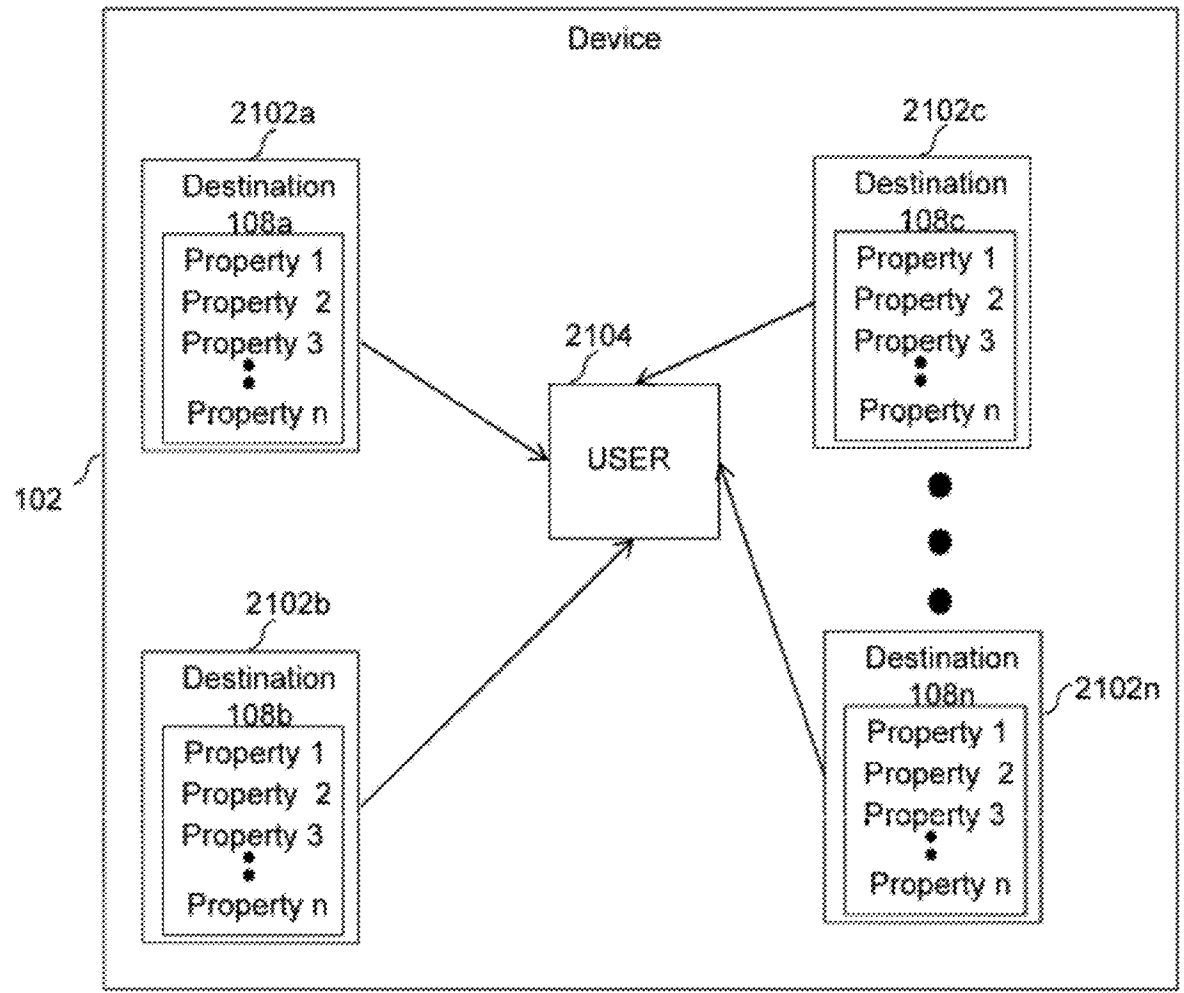 Device
2102a
Destination
108a
Property 1
Property 2
Property 3
Property n
2102c
Destination
108c
Property 1
Property 2
Property 3
Property n
2104
USER
102
2102b
Destination
108b
Property 1
Property 2
Property 3
Property n
2102n
Destination
108n
Property 1
Property 2
Property 3
Property n